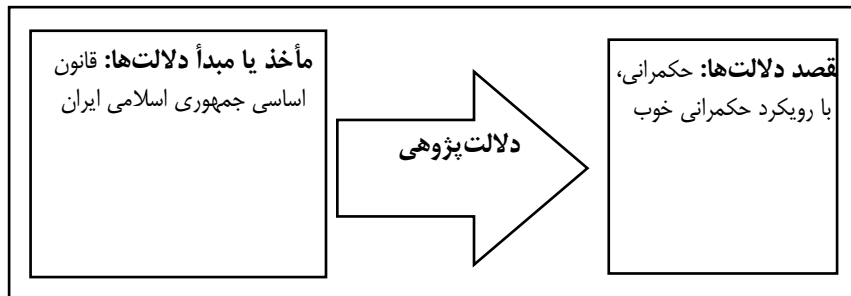 مأخذ یا مبدأ دلالت‌ها: قانون
اساسی جمهوری اسلامی ایران
دلالت‌پژوهی
قصد دلالت‌ها: حکمرانی،
با رویکرد حکمرانی خوب